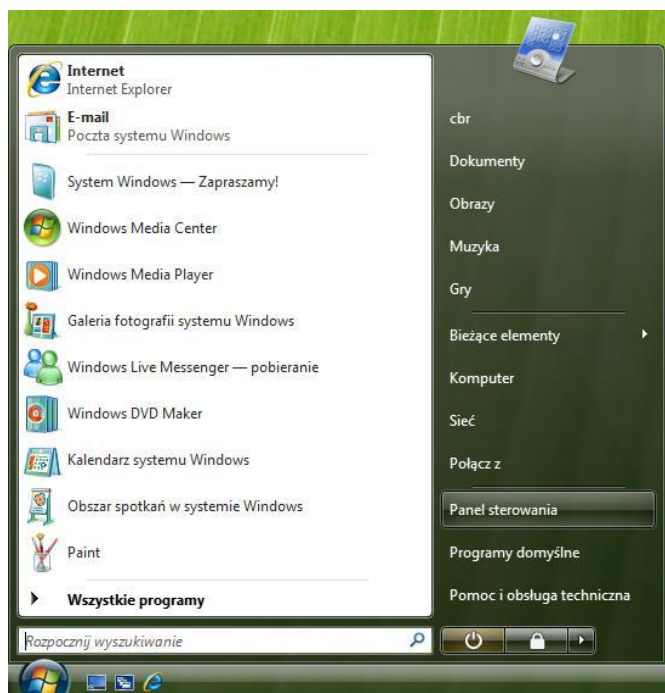 Internet
Internet Explorer
E-mail
Poczta systemu Windows
System Windows — Zapraszamy!
Windows Media Center
Windows Media Player
Galeria fotografii systemu Windows
Windows Live Messenger — pobieranie
Windows DVD Maker
Kalendarz systemu Windows
Obszar spotkań w systemie Windows
Paint
Wszystkie programy
Rozpocznij wyszukiwanie
cbr
Dokumenty
Obrazy
Muzyka
Gry
Bieżące elementy
Komputer
Sieć
Połącz z
Panel sterowania
Programy domyślne
Pomoc i obsługa techniczna